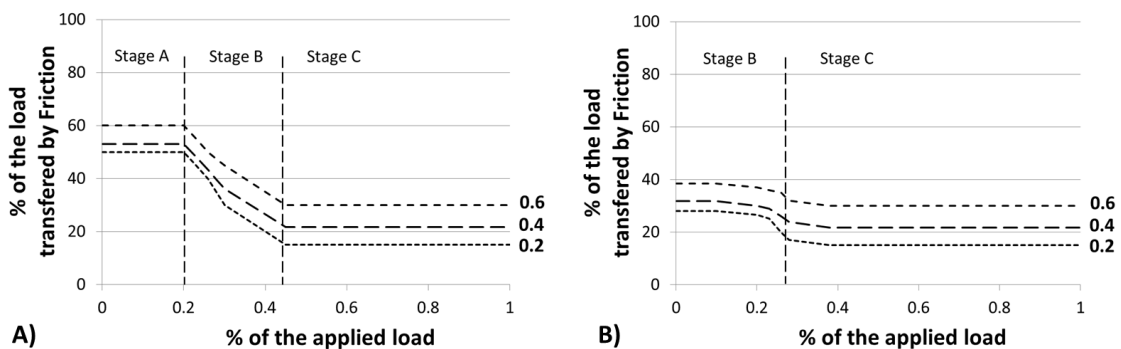 % of the load
transfered by Friction
100
80
60
40
20
0
Stage A
Stage B
Stage C
0.6
0.4
0.2
0
0.2
0.4
0.6
0.8
1
% of the applied load
A)
% of the load
transfered by Friction
100
80
60
40
20
0
Stage B
Stage C
0.6
0.4
0.2
0
0.2
0.4
0.6
0.8
1
% of the applied load
B)